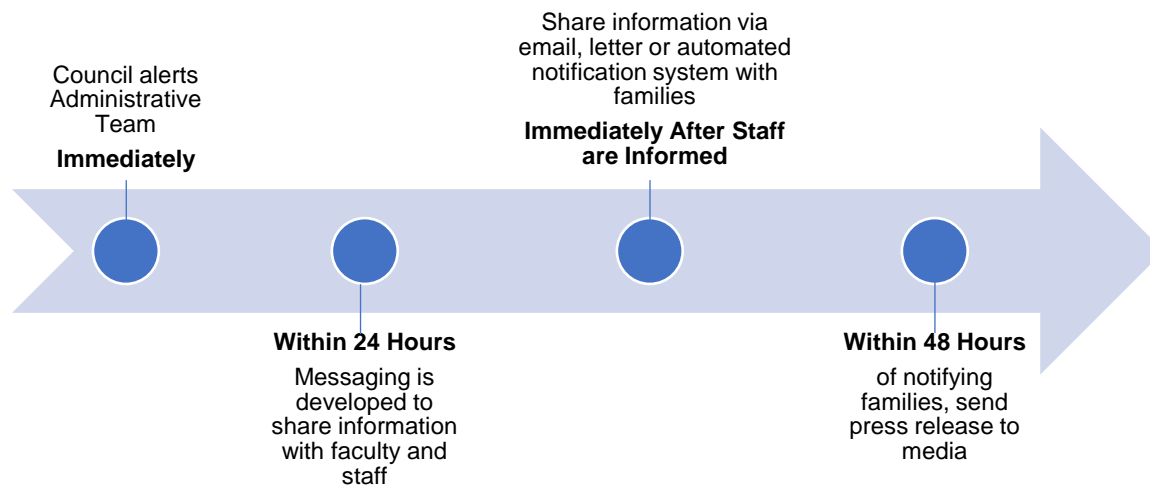 Council alerts
Administrative
Team
Immediately
Within 24 Hours
Messaging is
developed to
share information
with faculty and
staff
Share information via
email, letter or automated
notification system with
families
Immediately After Staff
are Informed
Within 48 Hours
of notifying
families, send
press release to
media